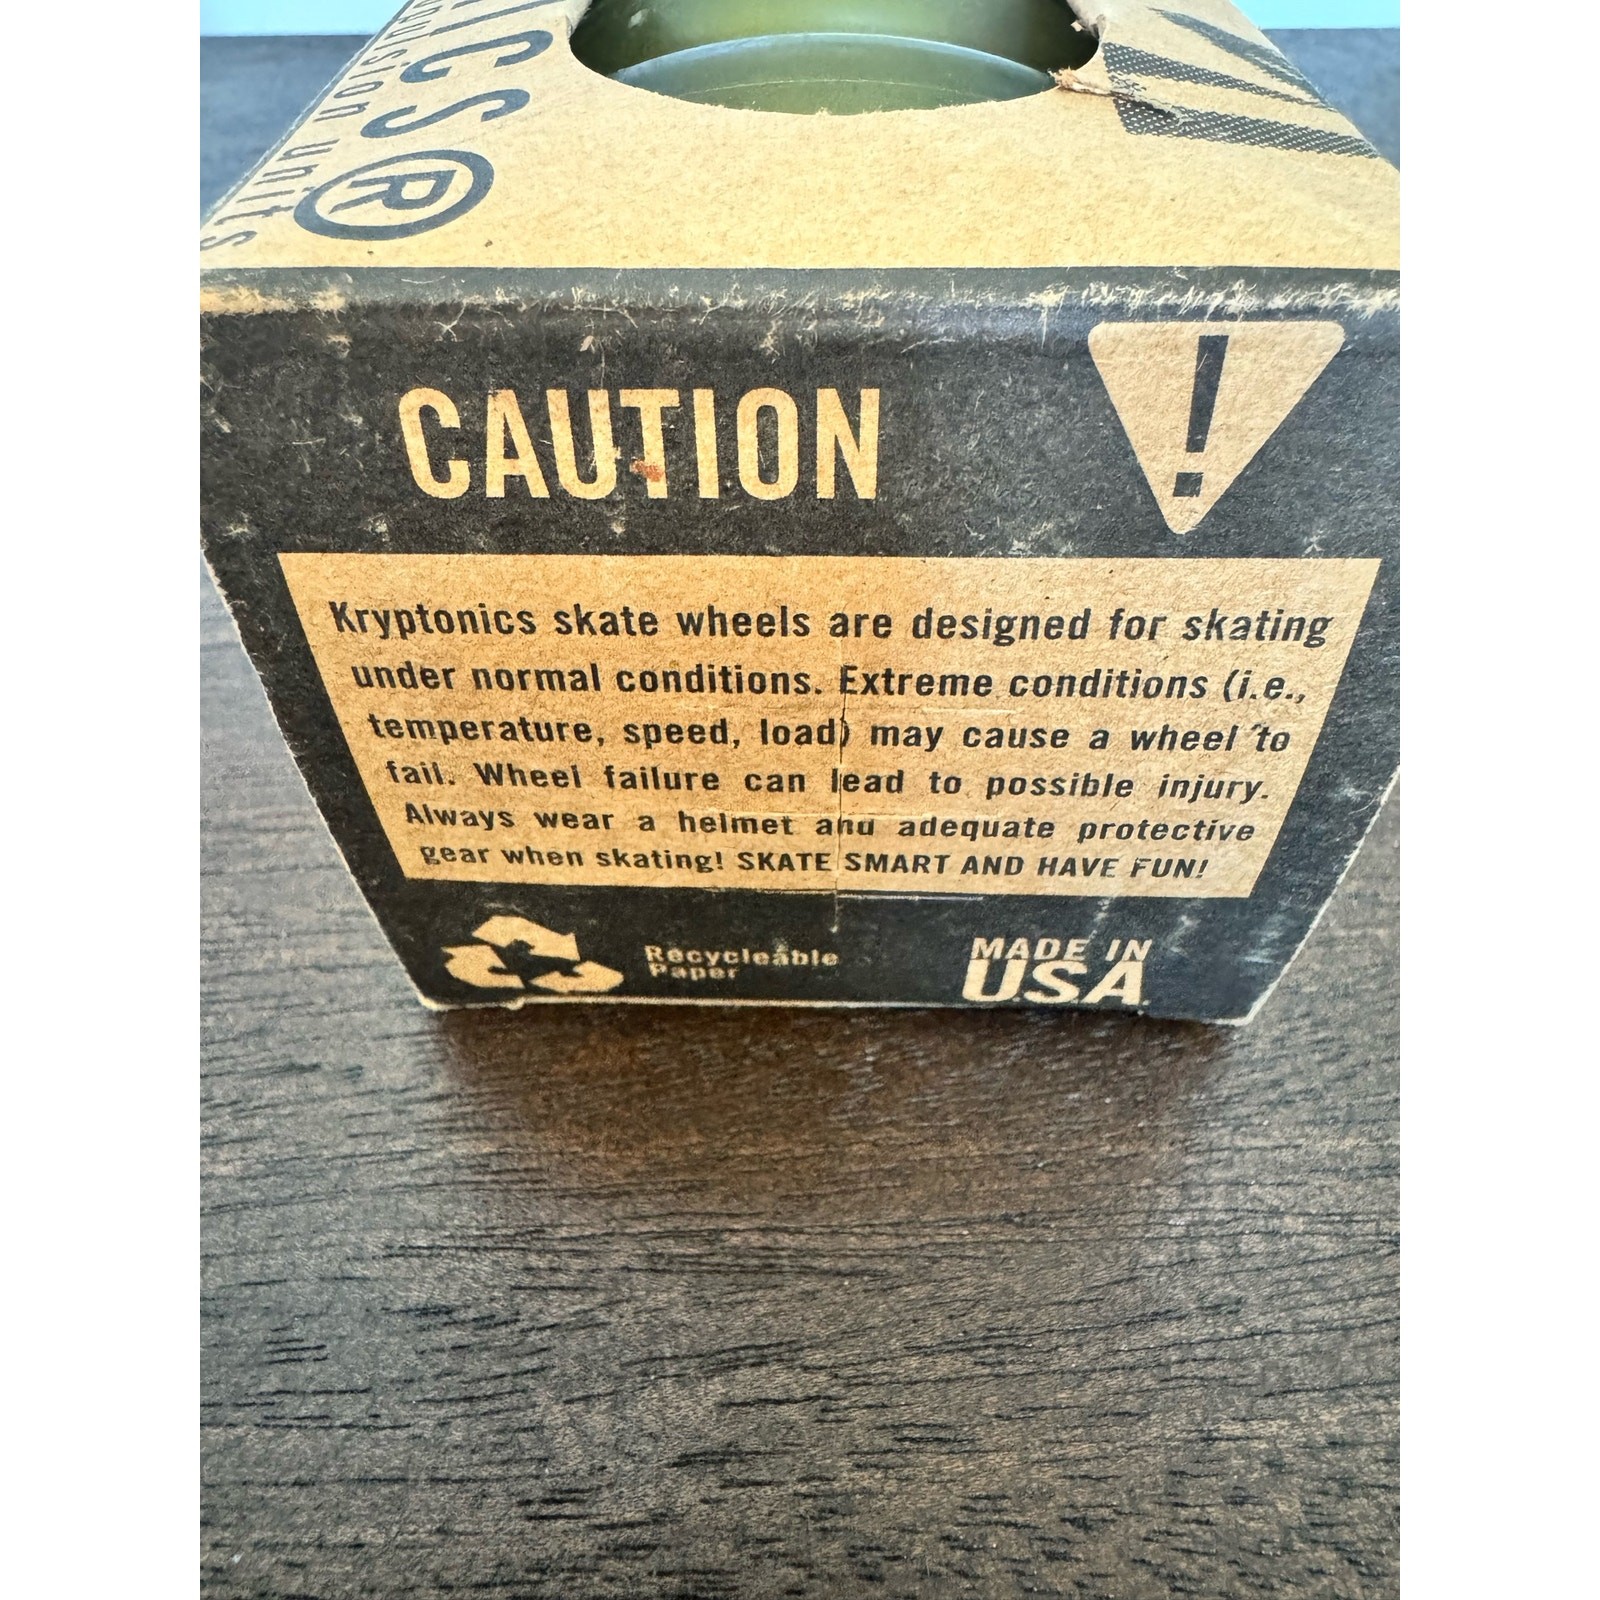 ICS®
units
CAUTION
!
Kryptonics skate wheels are designed for skating
under normal conditions. Extreme conditions (i.e.,
temperature, speed, load) may cause a wheel to
fail. Wheel failure can lead to possible injury.
Always wear a helmet and adequate protective
gear when skating! SKATE SMART AND HAVE FUN!
Recycleable
Paper
MADE IN
U.S.A.